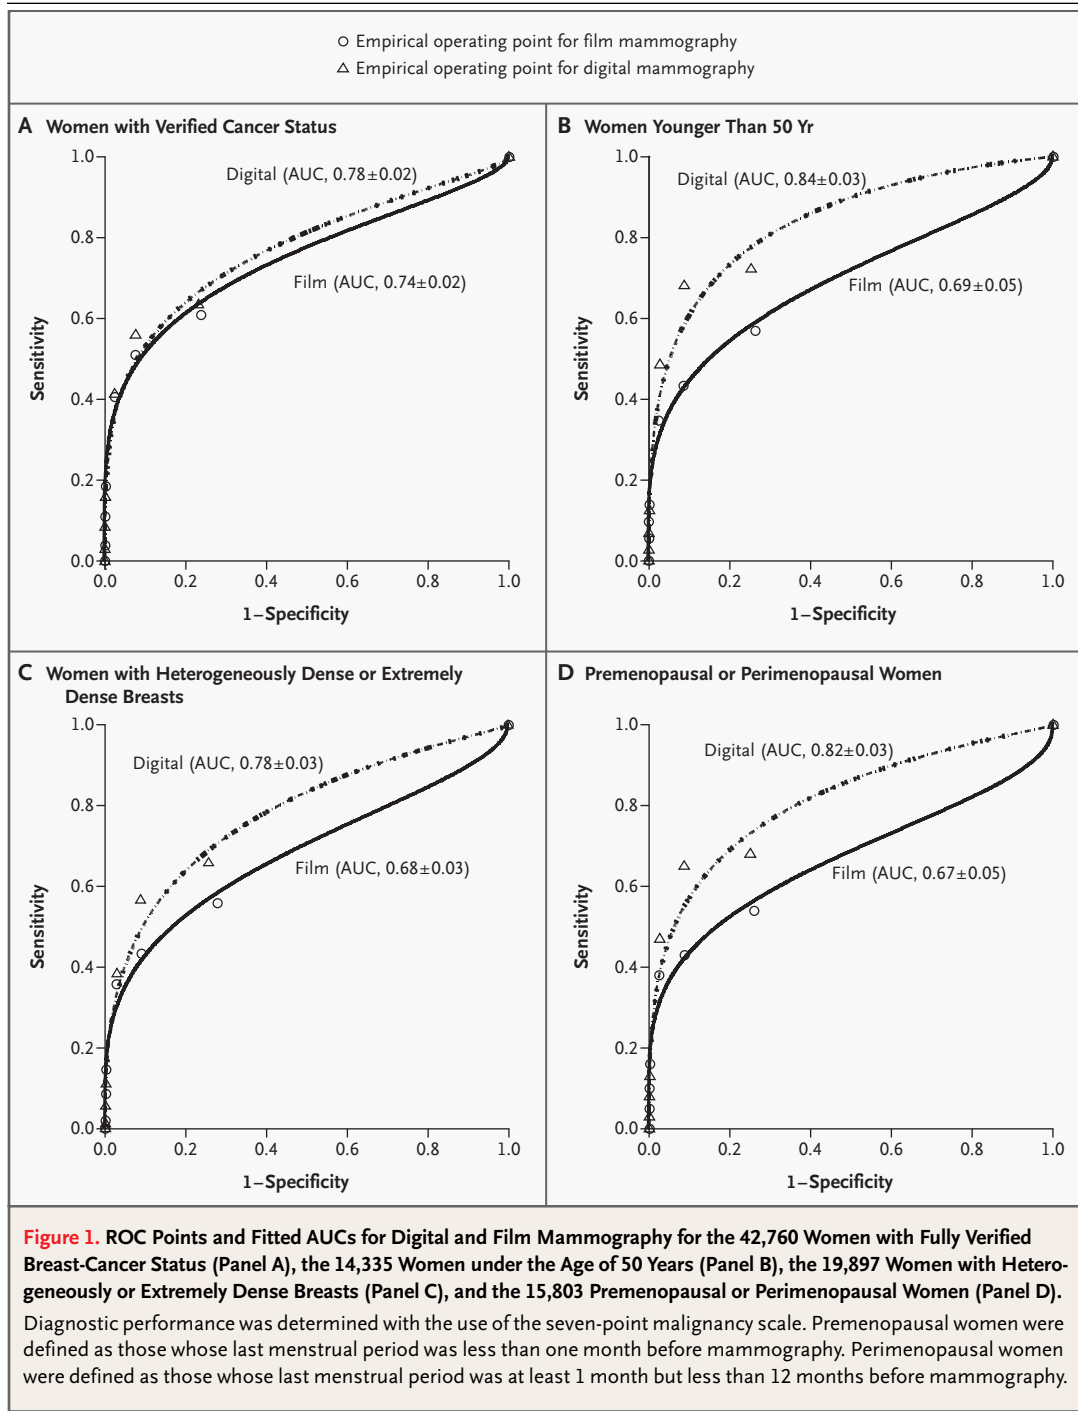 Empirical operating point for film mammography
Empirical operating point for digital mammography
A Women with Verified Cancer Status
1.0
0.8
0.6
0.4
0.2
0.0
Sensitivity
Digital (AUC, 0.78±0.02)
Film (AUC, 0.74±0.02)
0.0 0.2 0.4 0.6 0.8 1.0
1–Specificity
B Women Younger Than 50 Yr
1.0
0.8
0.6
0.4
0.2
0.0
Sensitivity
Digital (AUC, 0.84±0.03)
Film (AUC, 0.69±0.05)
0.0 0.2 0.4 0.6 0.8 1.0
1–Specificity
C Women with Heterogeneously Dense or Extremely
Dense Breasts
1.0
0.8
0.6
0.4
0.2
0.0
Sensitivity
Digital (AUC, 0.78±0.03)
Film (AUC, 0.68±0.03)
0.0 0.2 0.4 0.6 0.8 1.0
1–Specificity
D Premenopausal or Perimenopausal Women
1.0
0.8
0.6
0.4
0.2
0.0
Sensitivity
Digital (AUC, 0.82±0.03)
Film (AUC, 0.67±0.05)
0.0 0.2 0.4 0.6 0.8 1.0
1–Specificity
Figure 1. ROC Points and Fitted AUCs for Digital and Film Mammography for the 42,760 Women with Fully Verified
Breast-Cancer Status (Panel A), the 14,335 Women under the Age of 50 Years (Panel B), the 19,897 Women with Hetero-
geneously or Extremely Dense Breasts (Panel C), and the 15,803 Premenopausal or Perimenopausal Women (Panel D).
Diagnostic performance was determined with the use of the seven-point malignancy scale. Premenopausal women were
defined as those whose last menstrual period was less than one month before mammography. Perimenopausal women
were defined as those whose last menstrual period was at least 1 month but less than 12 months before mammography.